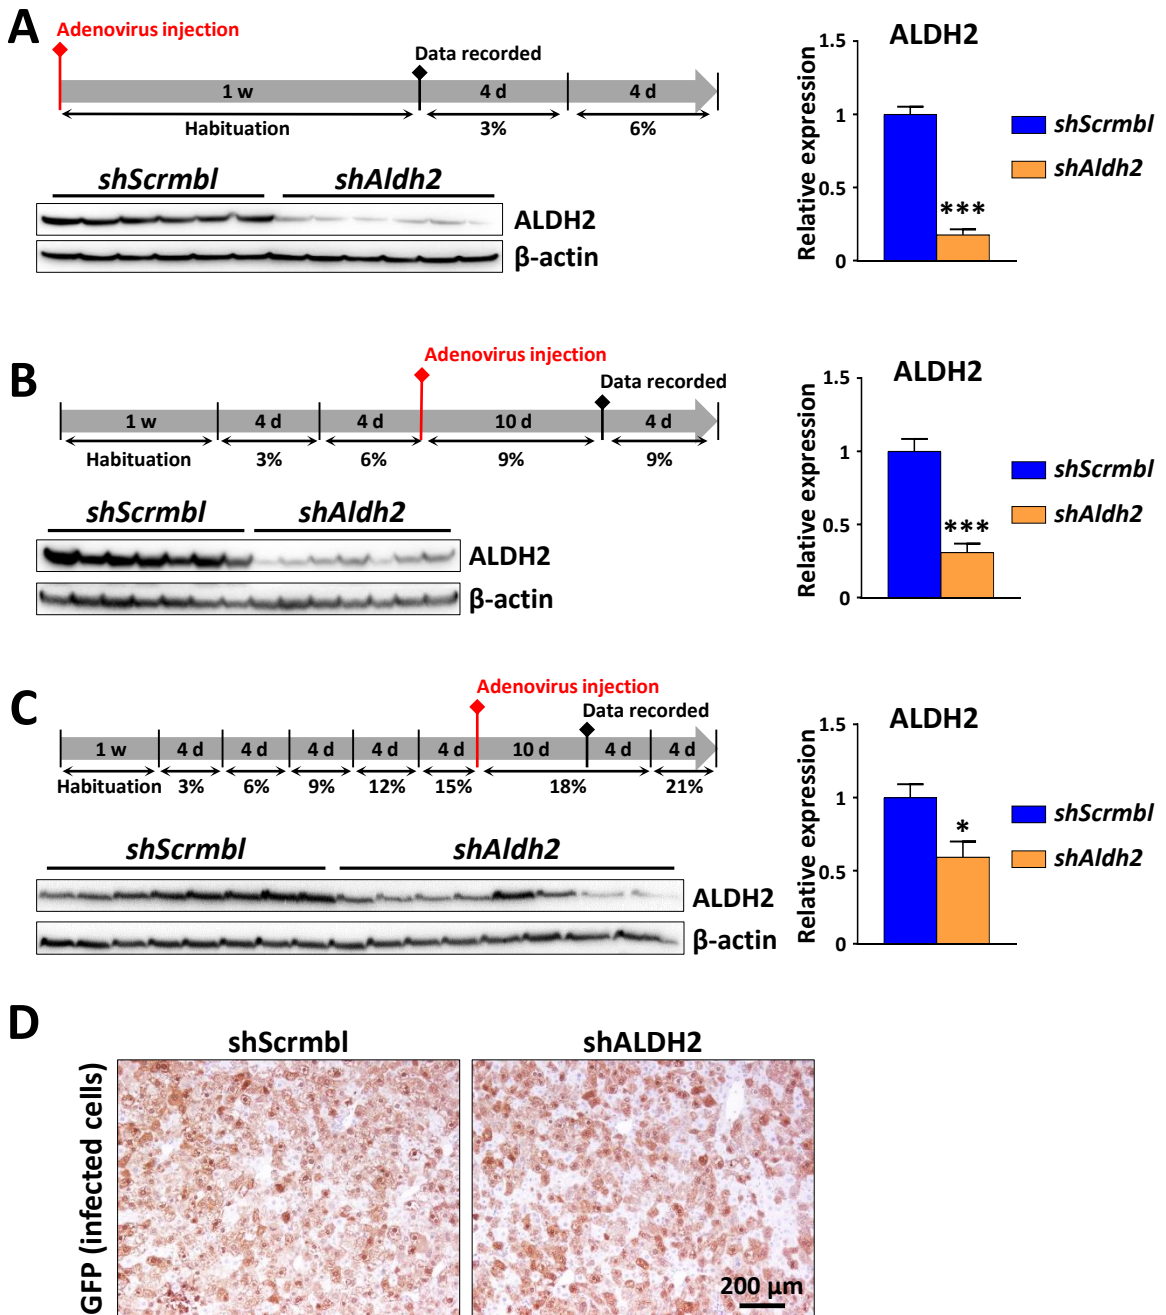 A
Adenovirus injection
Data recorded
1 w
4 d
4 d
Habituation
3%
6%
shScrmbl
shAldh2
ALDH2
β-actin
ALDH2
Relative expression
1.5
1
0.5
0
***
shScrmbl
shAldh2
B
Adenovirus injection
Data recorded
1 w
4 d
4 d
10 d
4 d
Habituation
3%
6%
9%
9%
shScrmbl
shAldh2
ALDH2
β-actin
ALDH2
Relative expression
1.5
1
0.5
0
***
shScrmbl
shAldh2
C
Adenovirus injection
Data recorded
1 w
4 d
4 d
4 d
4 d
4 d
10 d
4 d
4 d
Habituation
3%
6%
9%
12%
15%
18%
21%
shScrmbl
shAldh2
ALDH2
β-actin
ALDH2
Relative expression
1.5
1
0.5
0
*
shScrmbl
shAldh2
D
shScrmbl
shALDH2
GFP (infected cells)
200 μm